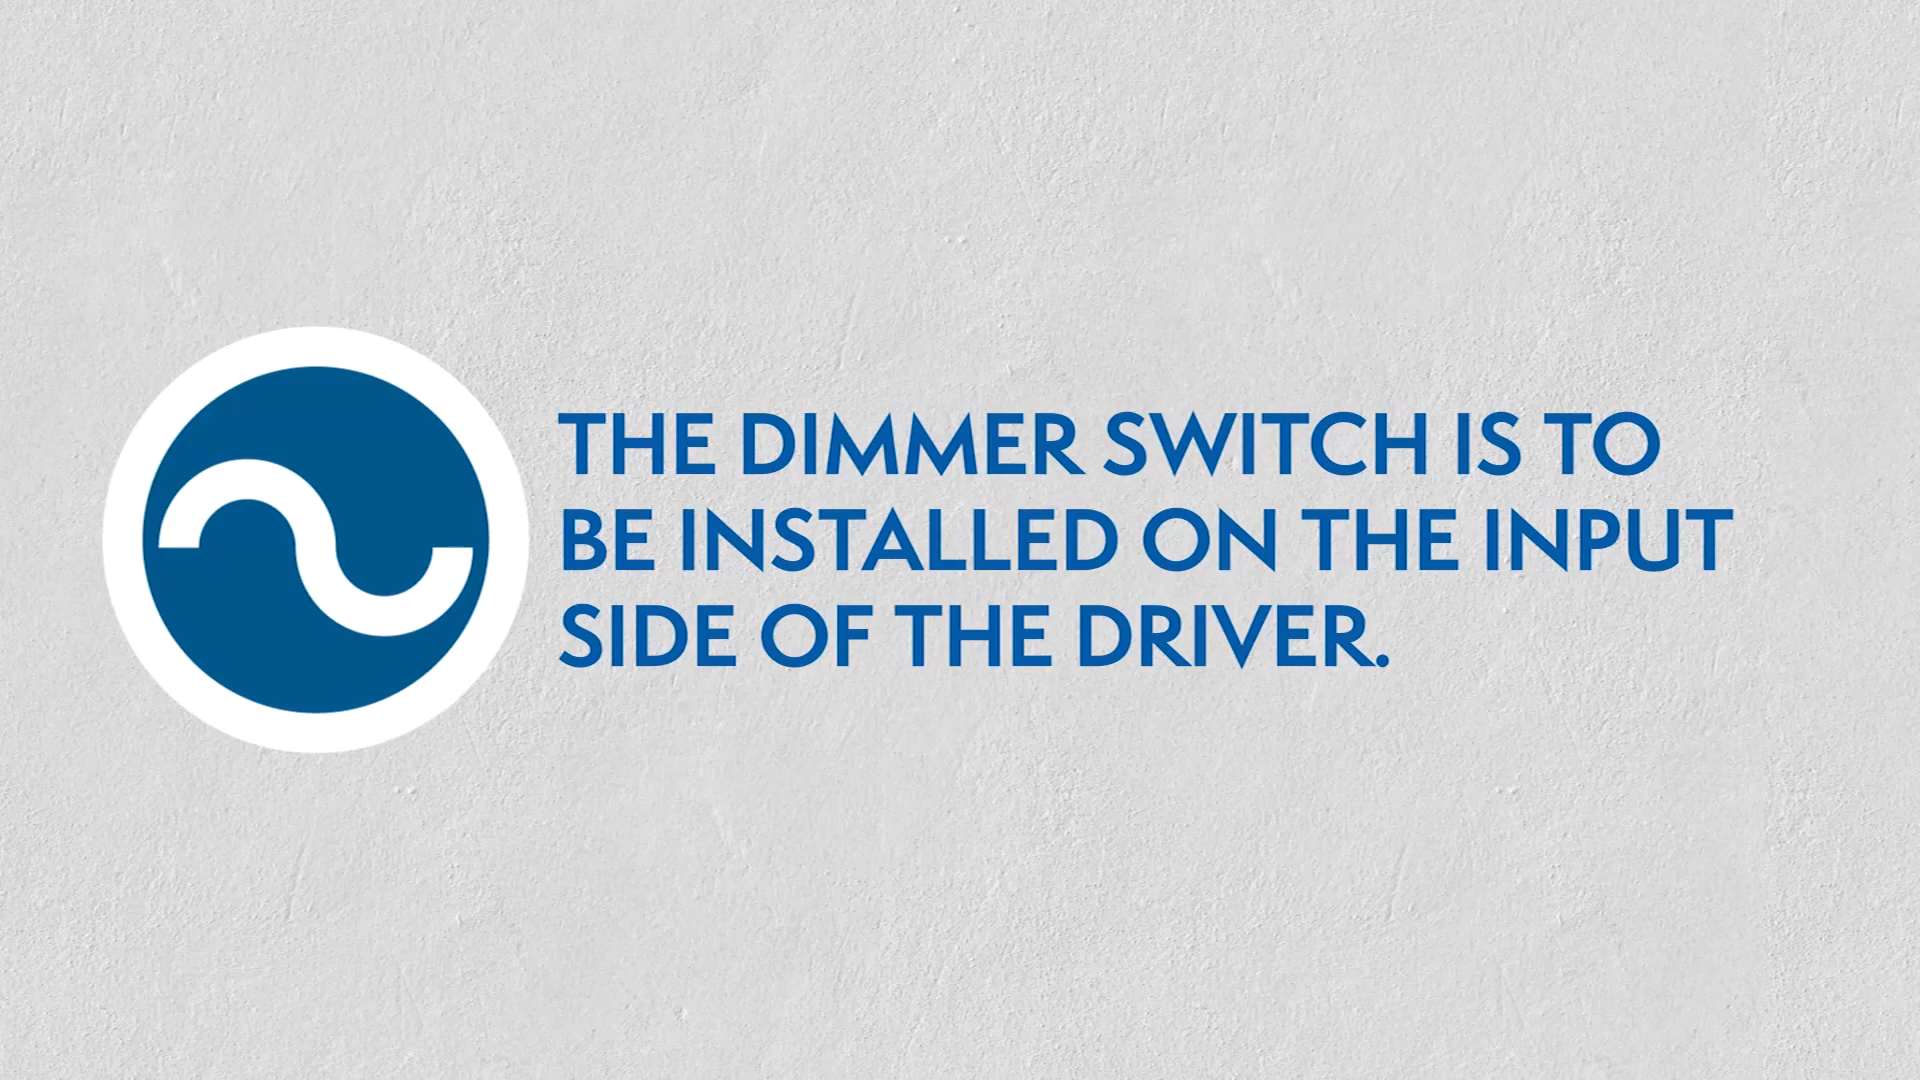 THE DIMMER SWITCH IS TO
BE INSTALLED ON THE INPUT
SIDE OF THE DRIVER.